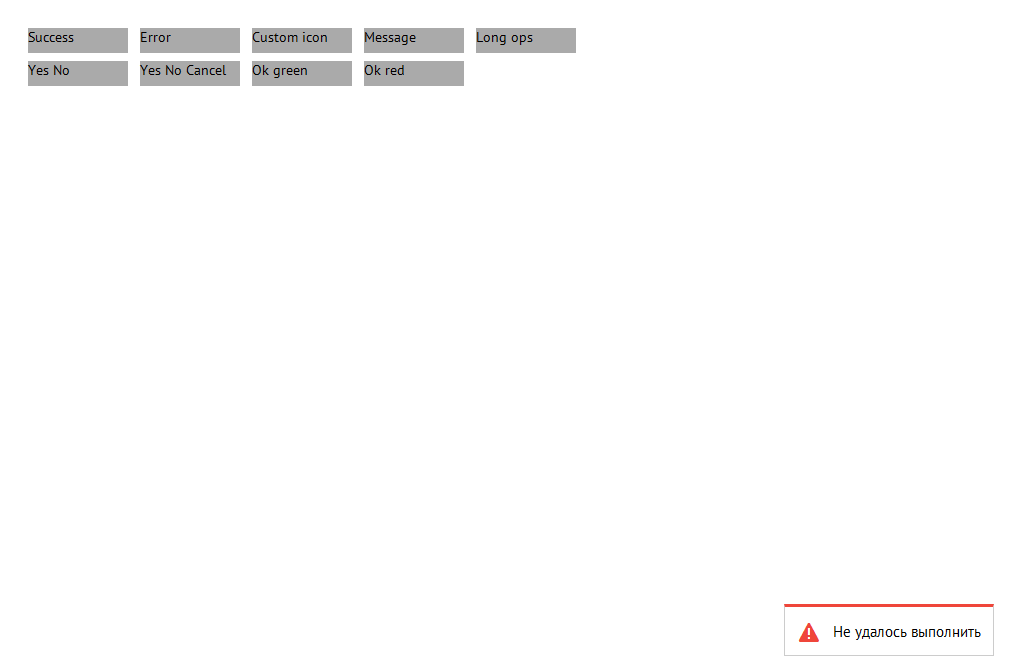 Success Error Custom icon Message Long ops
Yes No Yes No Cancel Ok green Ok red
Не удалось выполнить